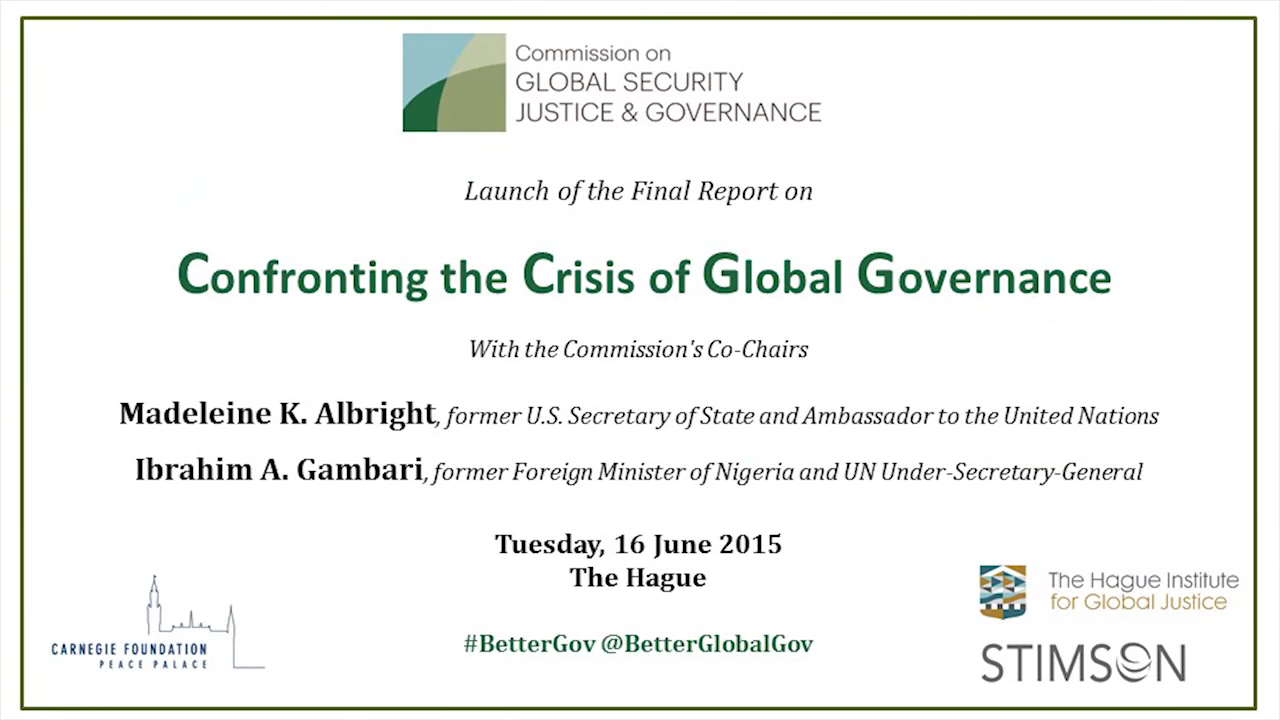 Commission on
GLOBAL SECURITY
JUSTICE & GOVERNANCE
Launch of the Final Report on
Confronting the Crisis of Global Governance
With the Commission's Co-Chairs
Madeleine K. Albright, former U.S. Secretary of State and Ambassador to the United Nations
Ibrahim A. Gambari, former Foreign Minister of Nigeria and UN Under-Secretary-General
Tuesday, 16 June 2015
The Hague
#BetterGov @BetterGlobalGov
CARNEGIE FOUNDATION
PEACE PALACE
The Hague Institute
for Global Justice
STIMSON